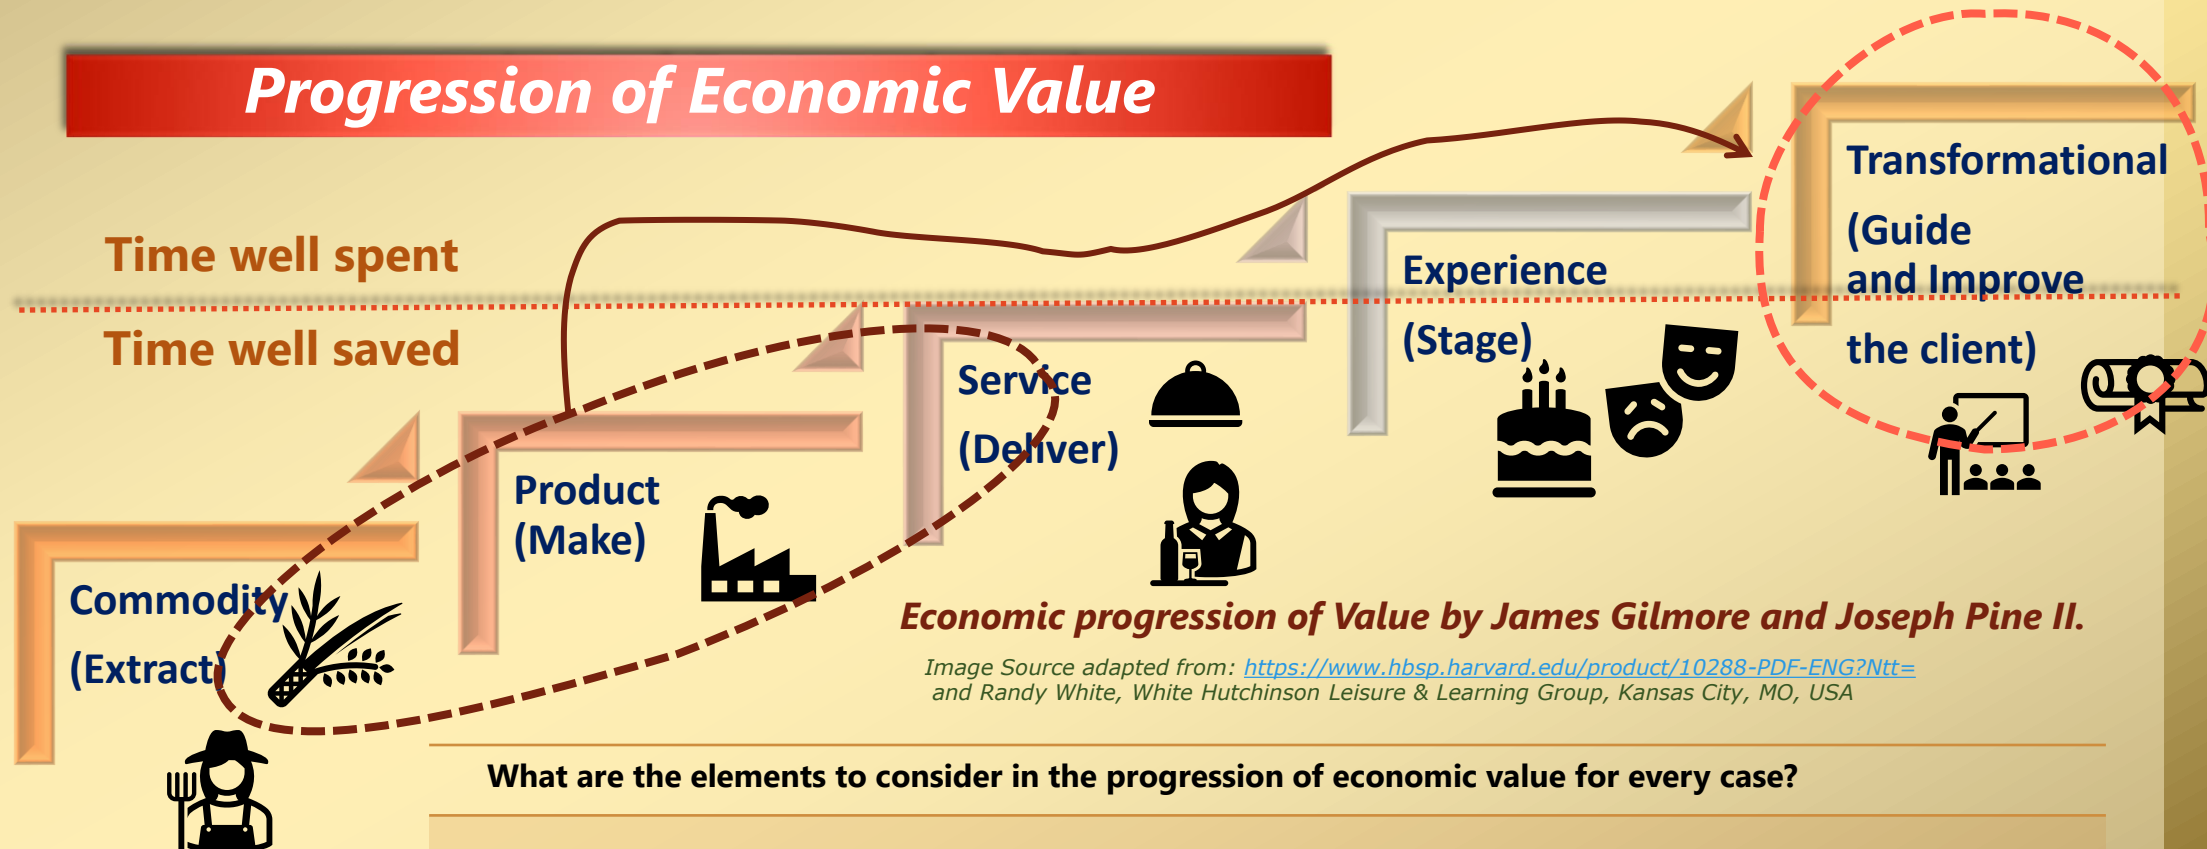 Progression of Economic Value
Time well spent
Time well saved
Commodity
(Extract)
Product
(Make)
Service
(Deliver)
Experience
(Stage)
Transformational
(Guide
and Improve
the client)
Economic progression of Value by James Gilmore and Joseph Pine II.
Image Source adapted from: https://www.hbsp.harvard.edu/product/10288-PDF-ENG?Ntt=
and Randy White, White Hutchinson Leisure & Learning Group, Kansas City, MO, USA
What are the elements to consider in the progression of economic value for every case?